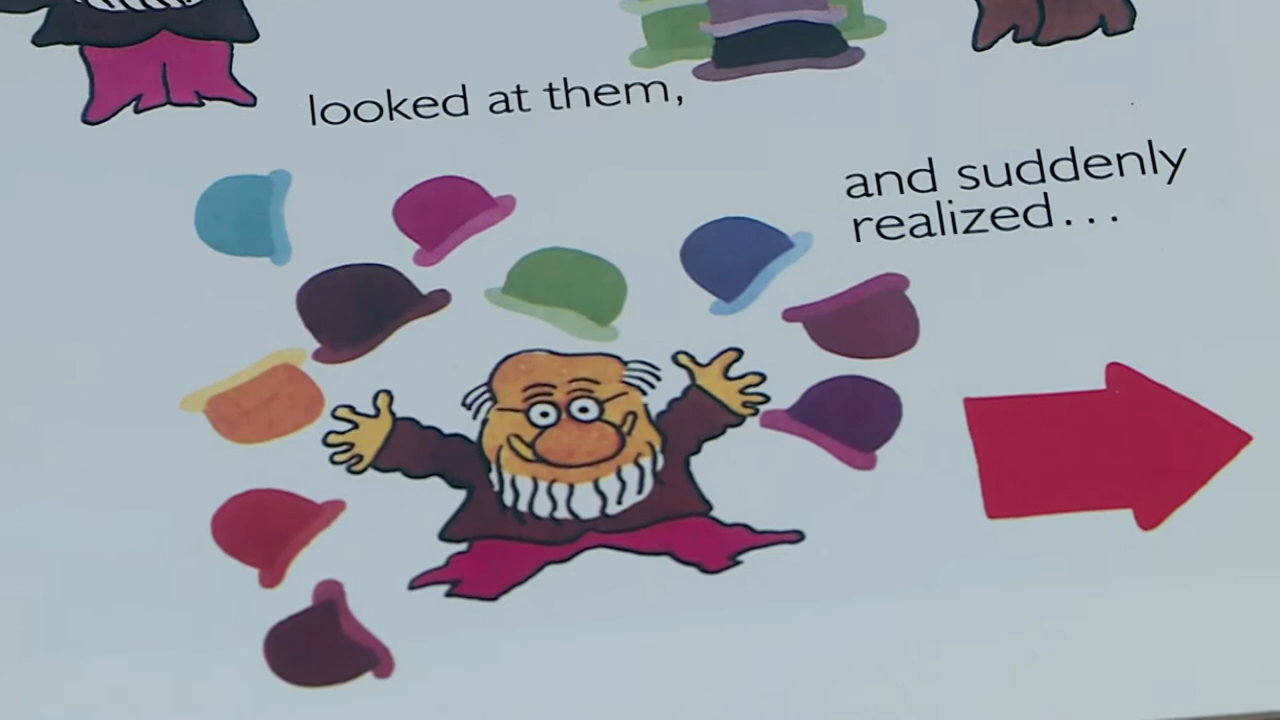 looked at them,
and suddenly
realized...